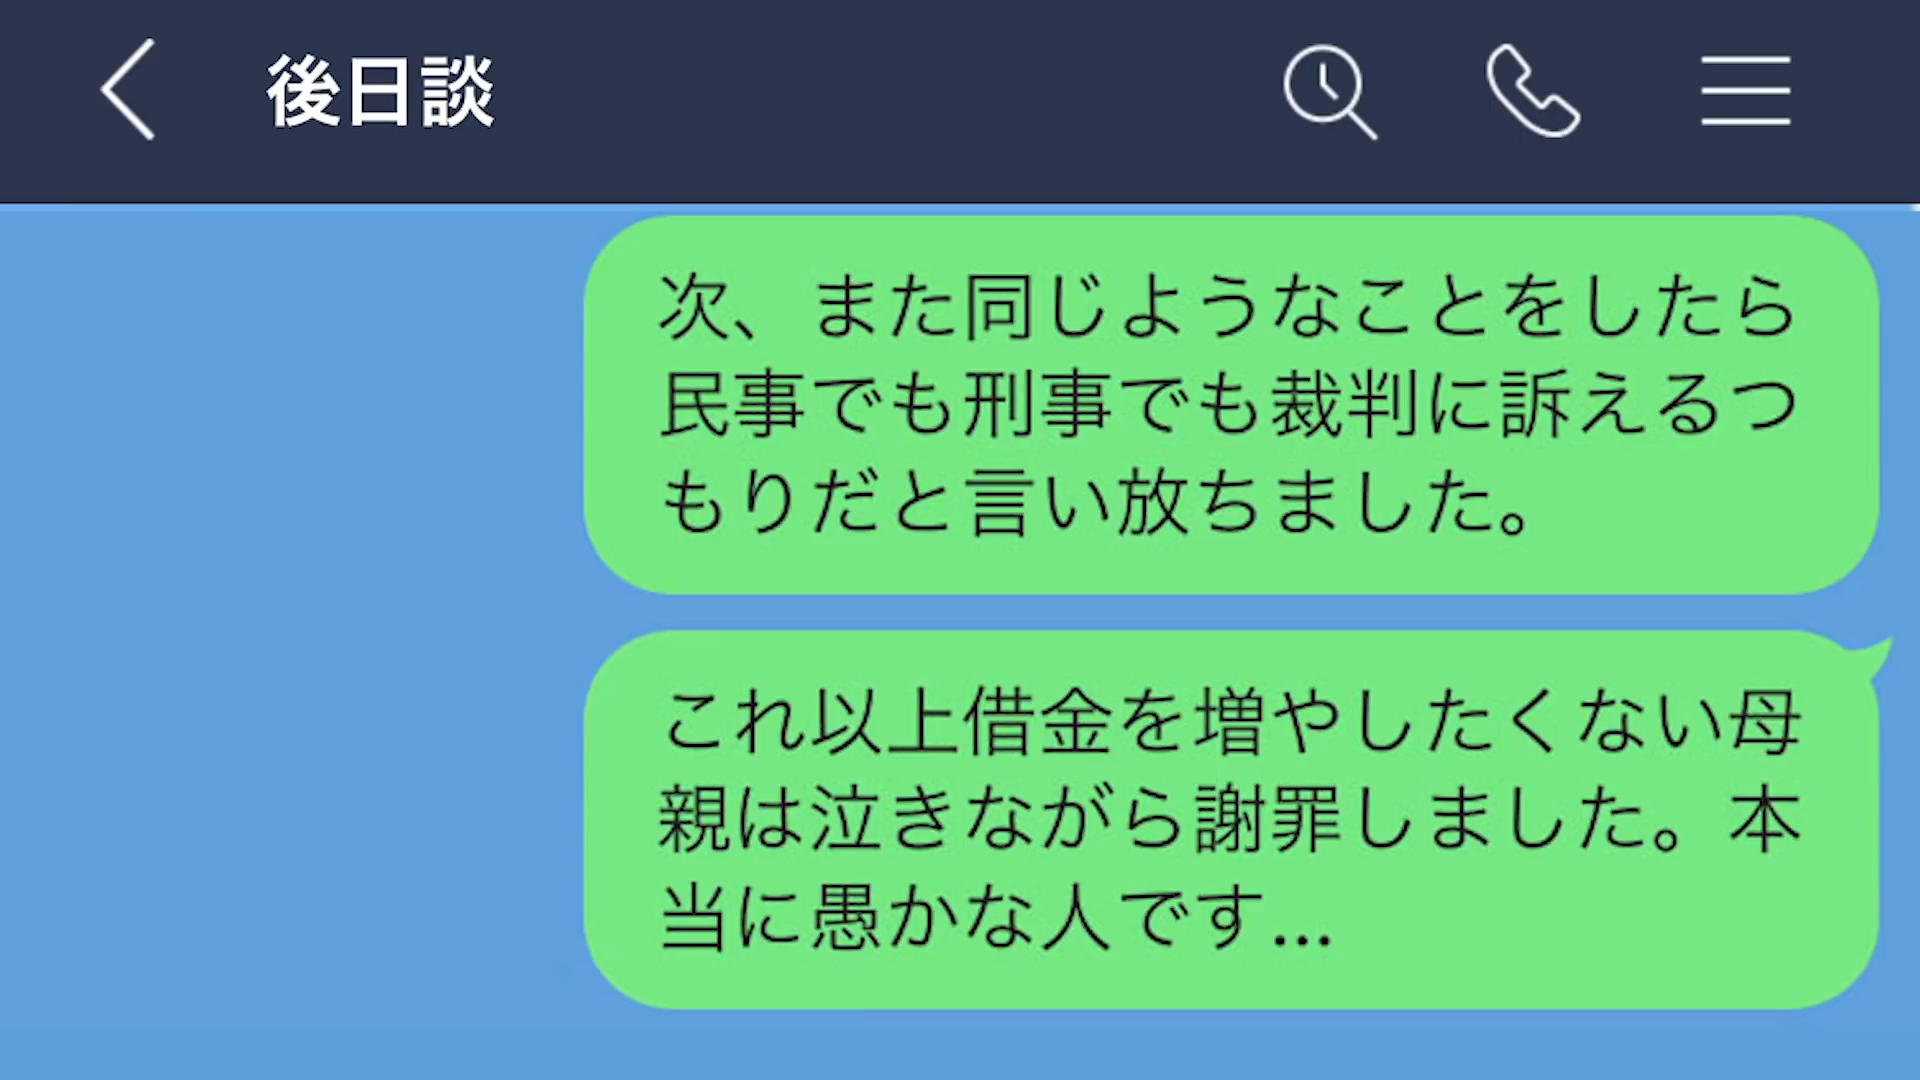 後日談
次、また同じようなことをしたら
民事でも刑事でも裁判に訴えるつ
もりだと言い放ちました。
これ以上借金を増やしたくない母
親は泣きながら謝罪しました。本
当に愚かな人です...